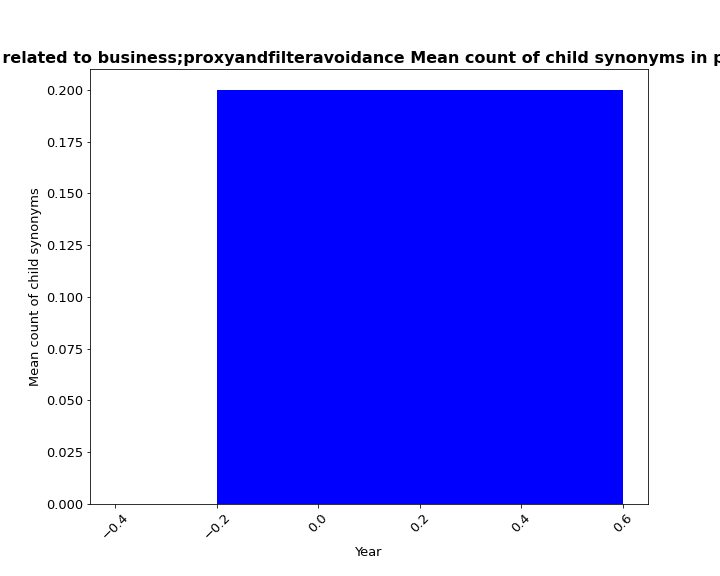 related to business;proxyandfilteravoidance Mean count of child synonyms in
0.200
0.175
0.150
0.125
0.100
0.075
0.050
0.025
0.000
Mean count of child synonyms
−0.4 −0.2 0.0 0.2 0.4 0.6
Year